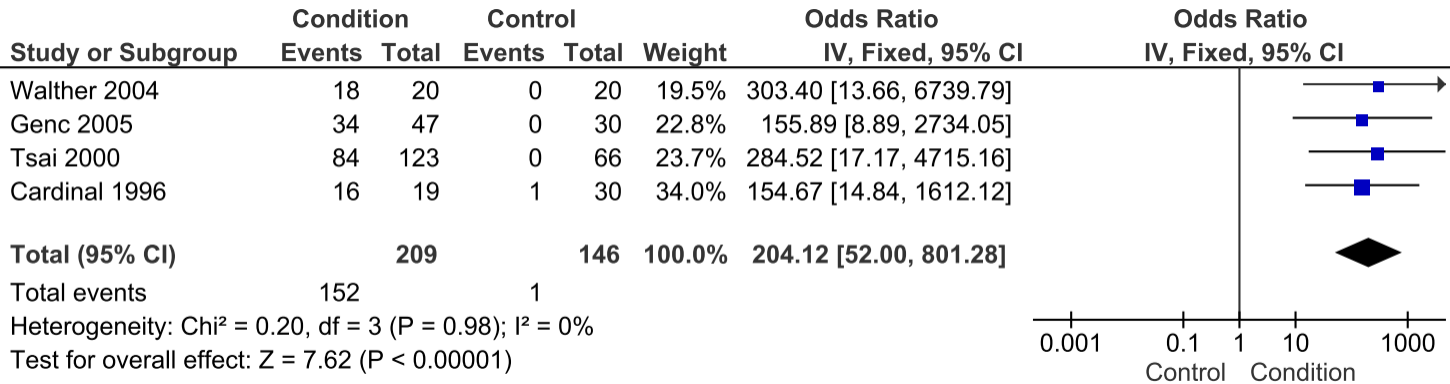 Condition Control Odds Ratio Odds Ratio
Study or Subgroup Events Total Events Total Weight IV, Fixed, 95% CI IV, Fixed, 95% CI
Walther 2004 18 20 0 20 19.5% 303.40 [13.66, 6739.79]
Genc 2005 34 47 0 30 22.8% 155.89 [8.89, 2734.05]
Tsai 2000 84 123 0 66 23.7% 284.52 [17.17, 4715.16]
Cardinal 1996 16 19 1 30 34.0% 154.67 [14.84, 1612.12]
Total (95% CI) 209 146 100.0% 204.12 [52.00, 801.28]
Total events 152 1
Heterogeneity: Chi² = 0.20, df = 3 (P = 0.98); I² = 0%
Test for overall effect: Z = 7.62 (P < 0.00001)
0.001 0.1 1 10 1000
Control Condition